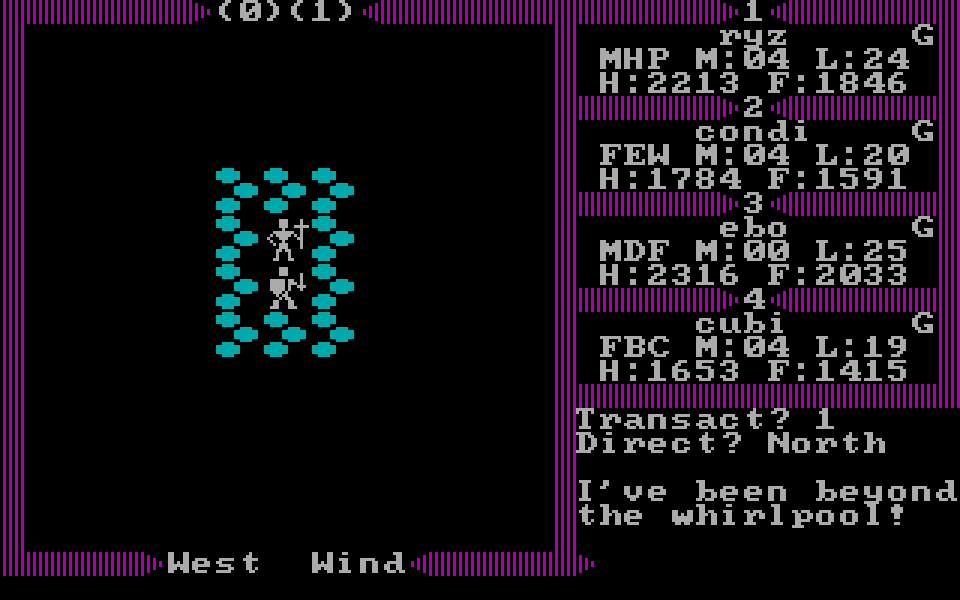 (0)(1)
West Wind
1
ryz G
MHP M:04 L:24
H:2213 F:1846
2
condi G
FEW M:04 L:20
H:1784 F:1591
3
ebo G
MDF M:00 L:25
H:2316 F:2033
4
cubi G
FBC M:04 L:19
H:1653 F:1415
Transact? 1
Direct? North
I've been beyond
the whirlpool!